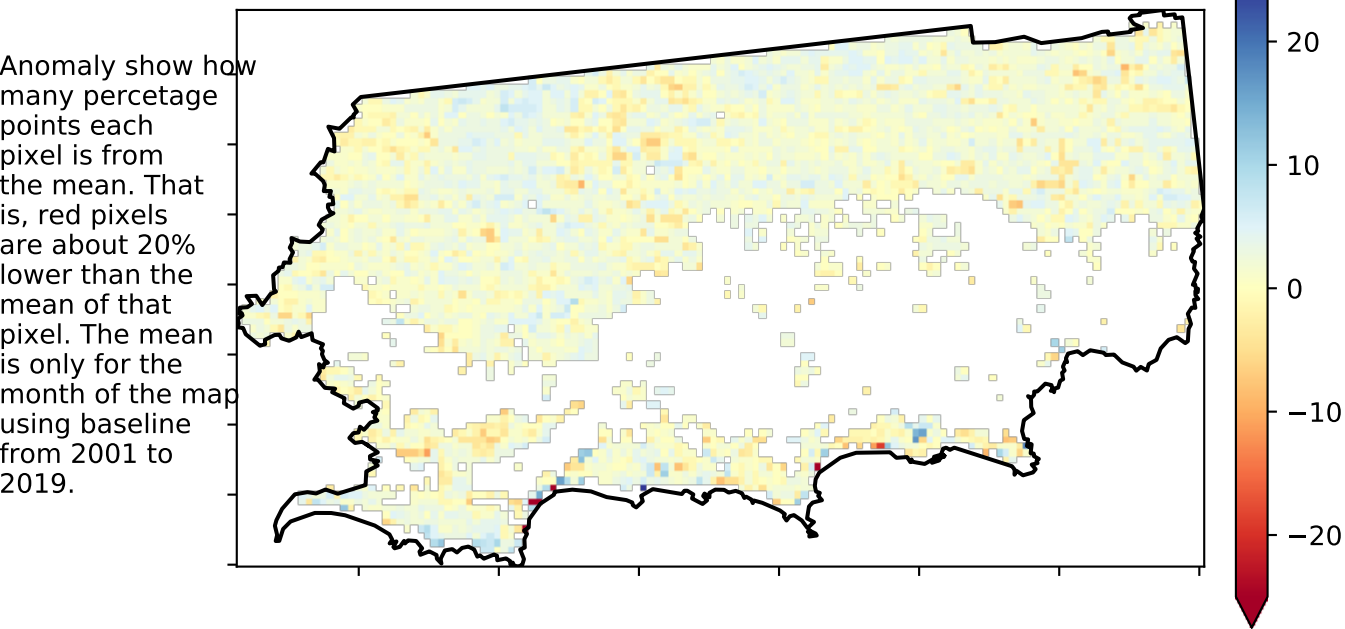 Anomaly show how
many percetage
points each
pixel is from
the mean. That
is, red pixels
are about 20%
lower than the
mean of that
pixel. The mean
is only for the
month of the map
using baseline
from 2001 to
2019.
20
10
0
−10
−20